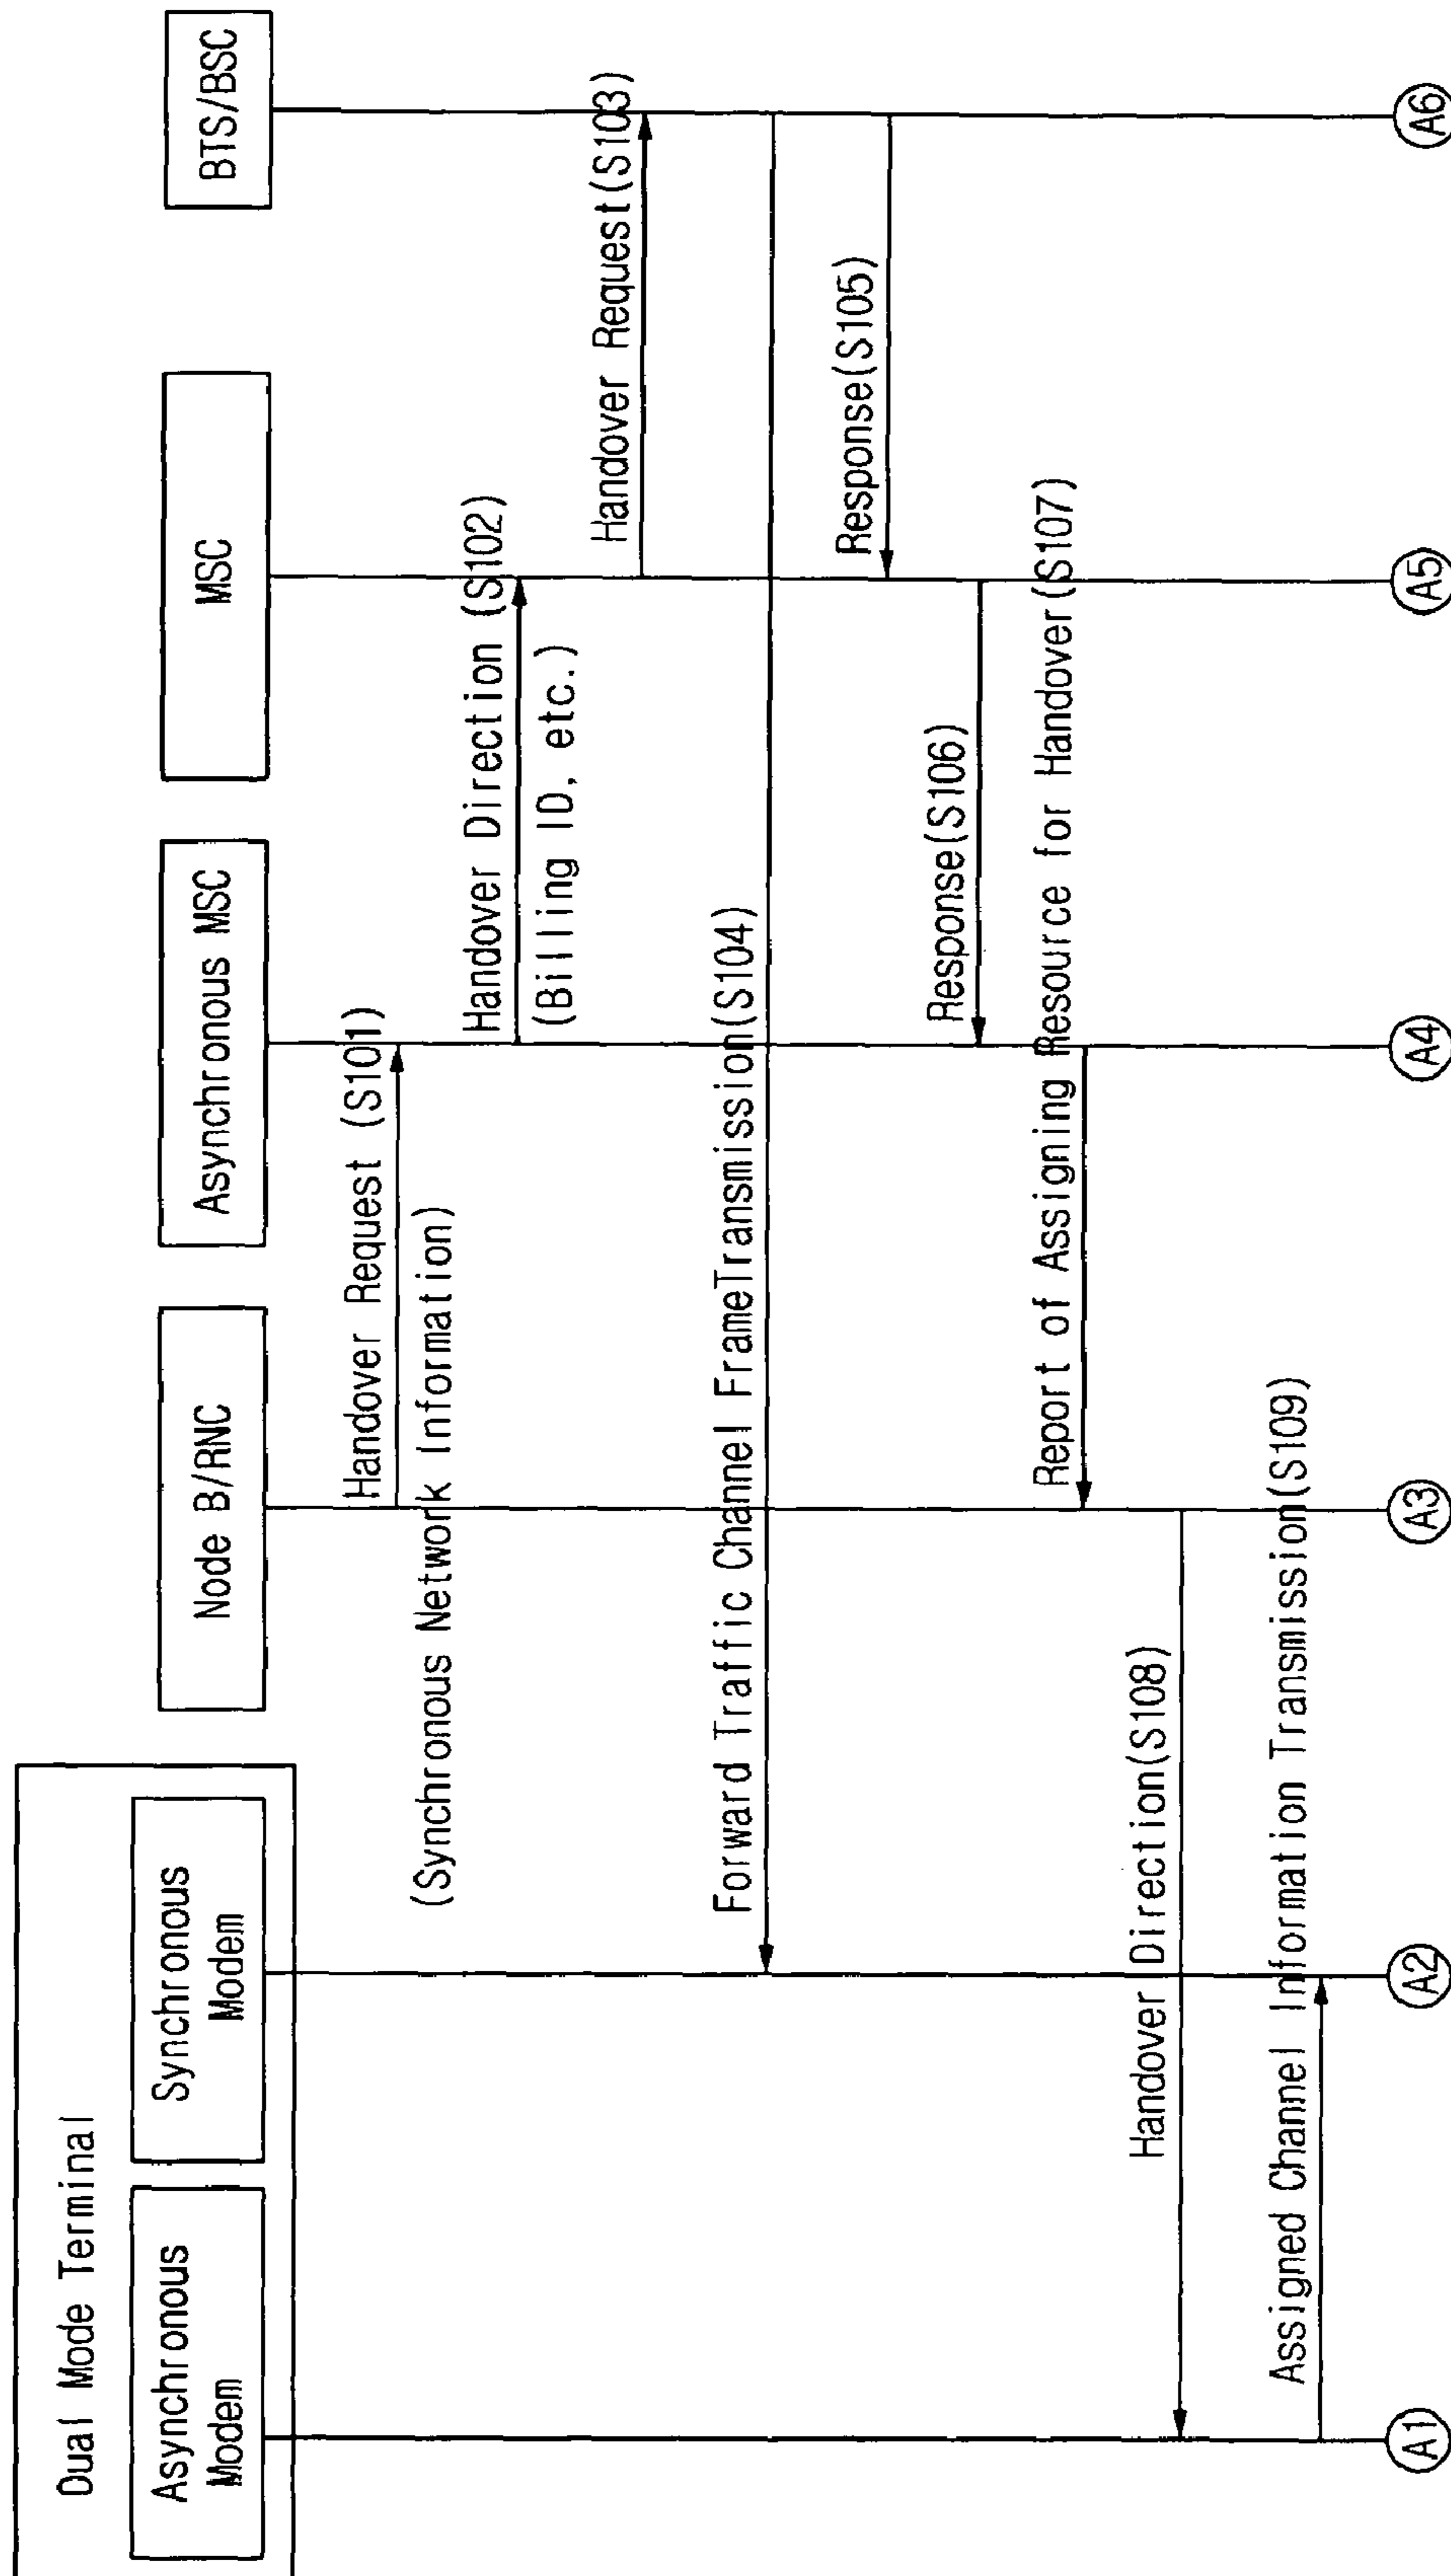 Dual Mode Terminal
Asynchronous
Modem
Synchronous
Modem
Node B/RNC
Asynchronous MSC
MSC
BTS/BSC
Handover Request (S101)
(Synchronous Network Information)
Handover Direction (S102)
(Billing ID, etc.)
Handover Request(S103)
Forward Traffic Channel FrameTransmission(S104)
Response(S105)
Response(S106)
Report of Assigning Resource for Handover(S107)
Handover Direction(S108)
Assigned Channel Information Transmission(S109)
A1
A2
A3
A4
A5
A6